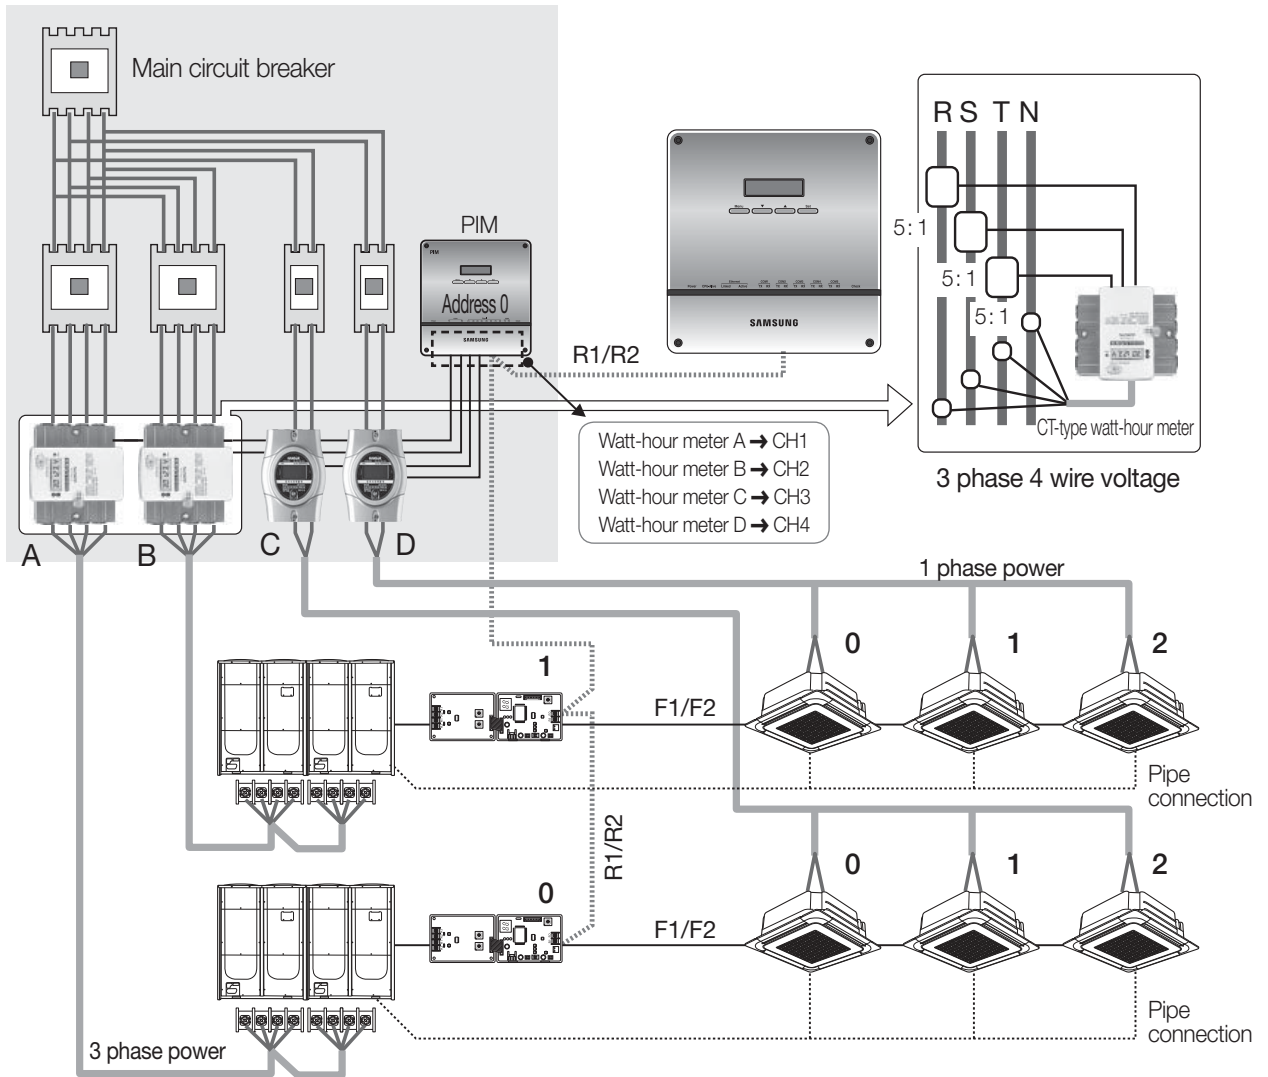 Main circuit breaker
PIM
PIM
Address 0
SAMSUNG
R1/R2
Menu
Set
SAMSUNG
R S T N
5:1
5:1
5:1
CT-type watt-hour meter
3 phase 4 wire voltage
Watt-hour meter A ➔ CH1
Watt-hour meter B ➔ CH2
Watt-hour meter C ➔ CH3
Watt-hour meter D ➔ CH4
A
B
C
D
1 phase power
0
1
2
1
F1/F2
Pipe
connection
R1/R2
0
1
2
0
F1/F2
Pipe
connection
3 phase power